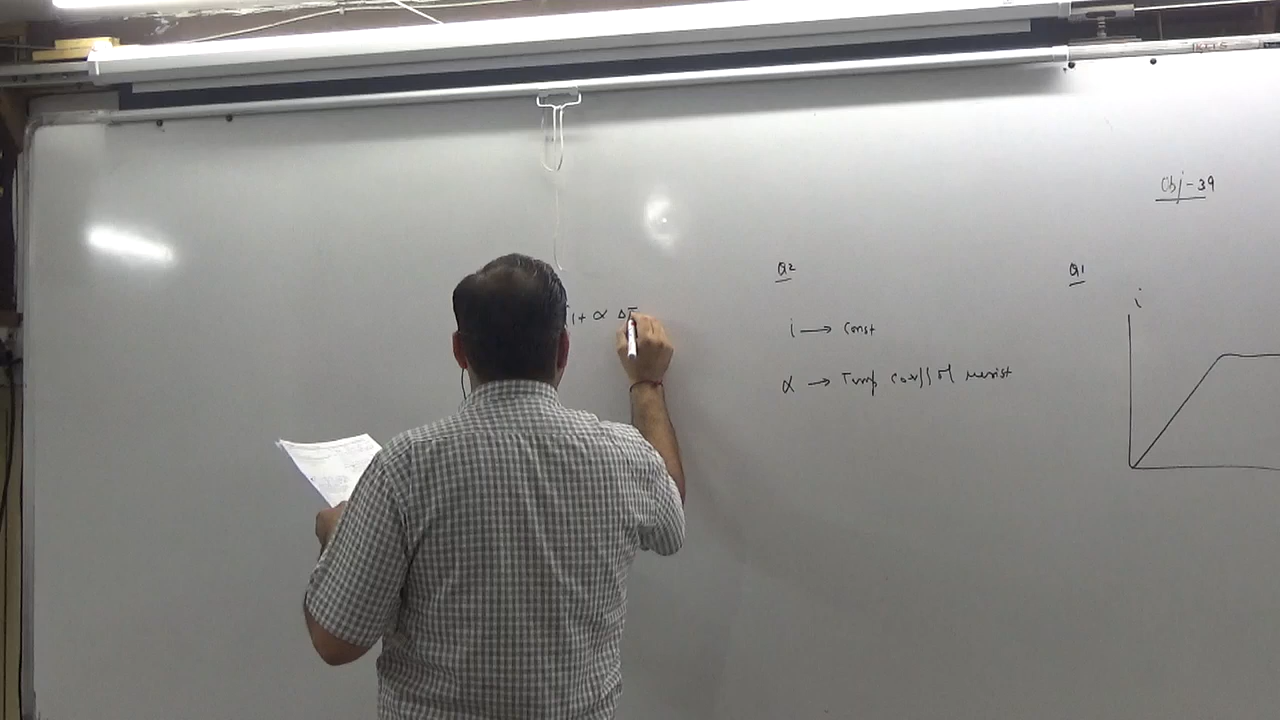 Obj-39
Q2
Q1
i
i → Const
[1+ α ΔT
α → Temp Coeff of resist